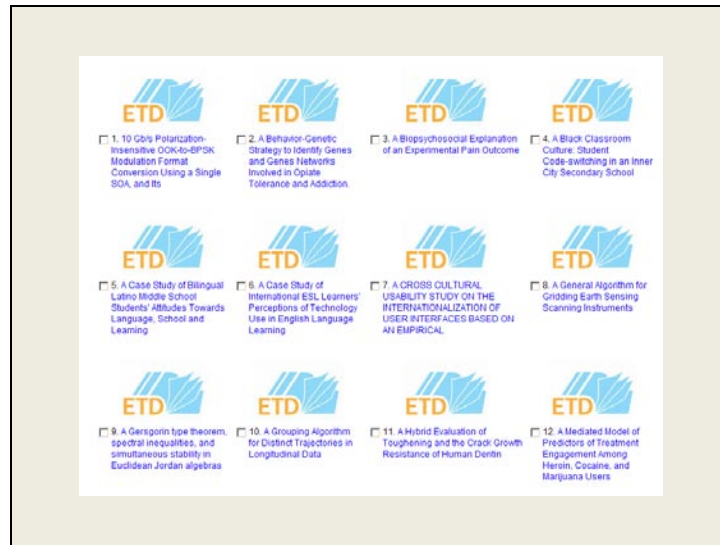 ETD
1. 10 Gb/s Polarization-
Insensitive OOK-to-BPSK
Modulation Format
Conversion Using a Single
SOA, and Its
ETD
2. A Behavior-Genetic
Strategy to Identify Genes
and Genes Networks
Involved in Opiate
Tolerance and Addiction.
ETD
3. A Biopsychosocial Explanation
of an Experimental Pain Outcome
ETD
4. A Black Classroom
Culture: Student
Code-switching in an Inner
City Secondary School
ETD
5. A Case Study of Bilingual
Latino Middle School
Students' Attitudes Towards
Language, School and
Learning
ETD
6. A Case Study of
International ESL Learners'
Perceptions of Technology
Use in English Language
Learning
ETD
7. A CROSS CULTURAL
USABILITY STUDY ON THE
INTERNATIONALIZATION OF
USER INTERFACES BASED ON
AN EMPIRICAL
ETD
8. A General Algorithm for
Gridding Earth Sensing
Scanning Instruments
ETD
9. A Gersgorin type theorem,
spectral inequalities, and
simultaneous stability in
Euclidean Jordan algebras
ETD
10. A Grouping Algorithm
for Distinct Trajectories in
Longitudinal Data
ETD
11. A Hybrid Evaluation of
Toughening and the Crack Growth
Resistance of Human Dentin
ETD
12. A Mediated Model of
Predictors of Treatment
Engagement Among
Heroin, Cocaine, and
Marijuana Users